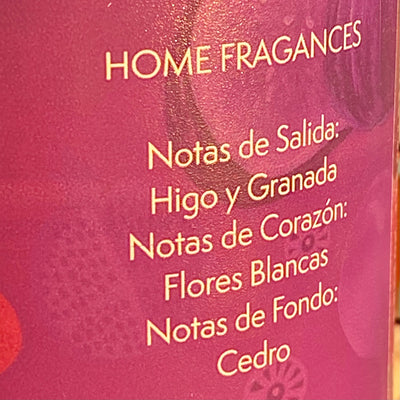 HOME FRAGANCES
Notas de Salida:
Higo y Granada
Notas de Corazón:
Flores Blancas
Notas de Fondo:
Cedro